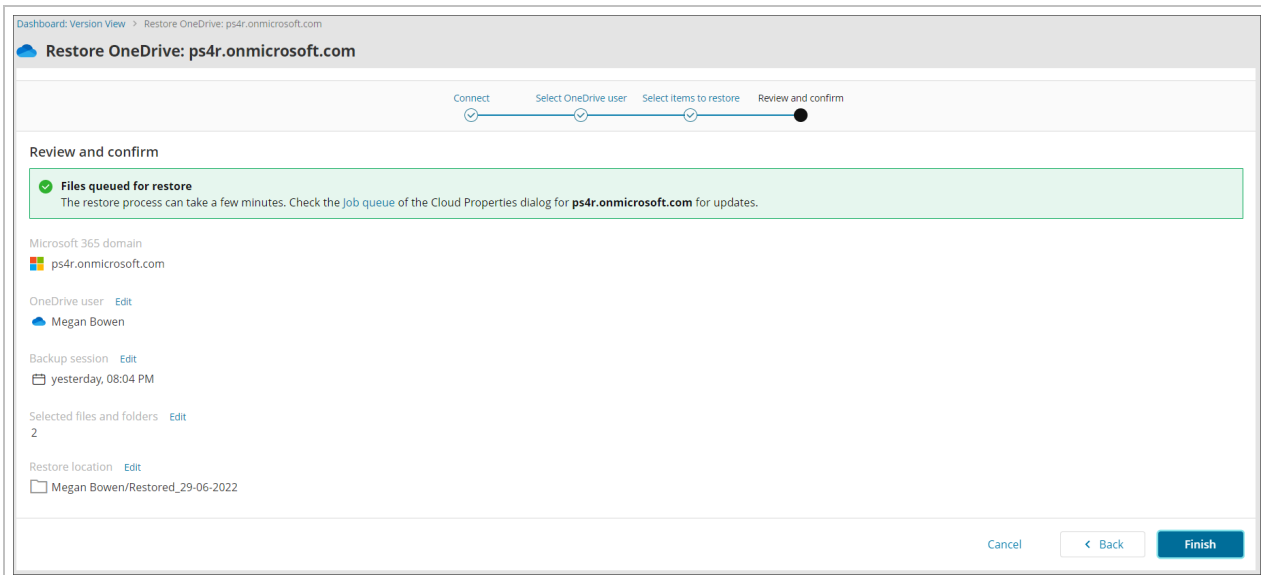 Dashboard: Version View > Restore OneDrive: ps4r.onmicrosoft.com
Restore OneDrive: ps4r.onmicrosoft.com
Connect Select OneDrive user Select items to restore Review and confirm
Review and confirm
Files queued for restore
The restore process can take a few minutes. Check the Job queue of the Cloud Properties dialog for ps4r.onmicrosoft.com for updates.
Microsoft 365 domain
ps4r.onmicrosoft.com
OneDrive user Edit
Megan Bowen
Backup session Edit
yesterday, 08:04 PM
Selected files and folders Edit
2
Restore location Edit
Megan Bowen/Restored_29-06-2022
Cancel < Back Finish